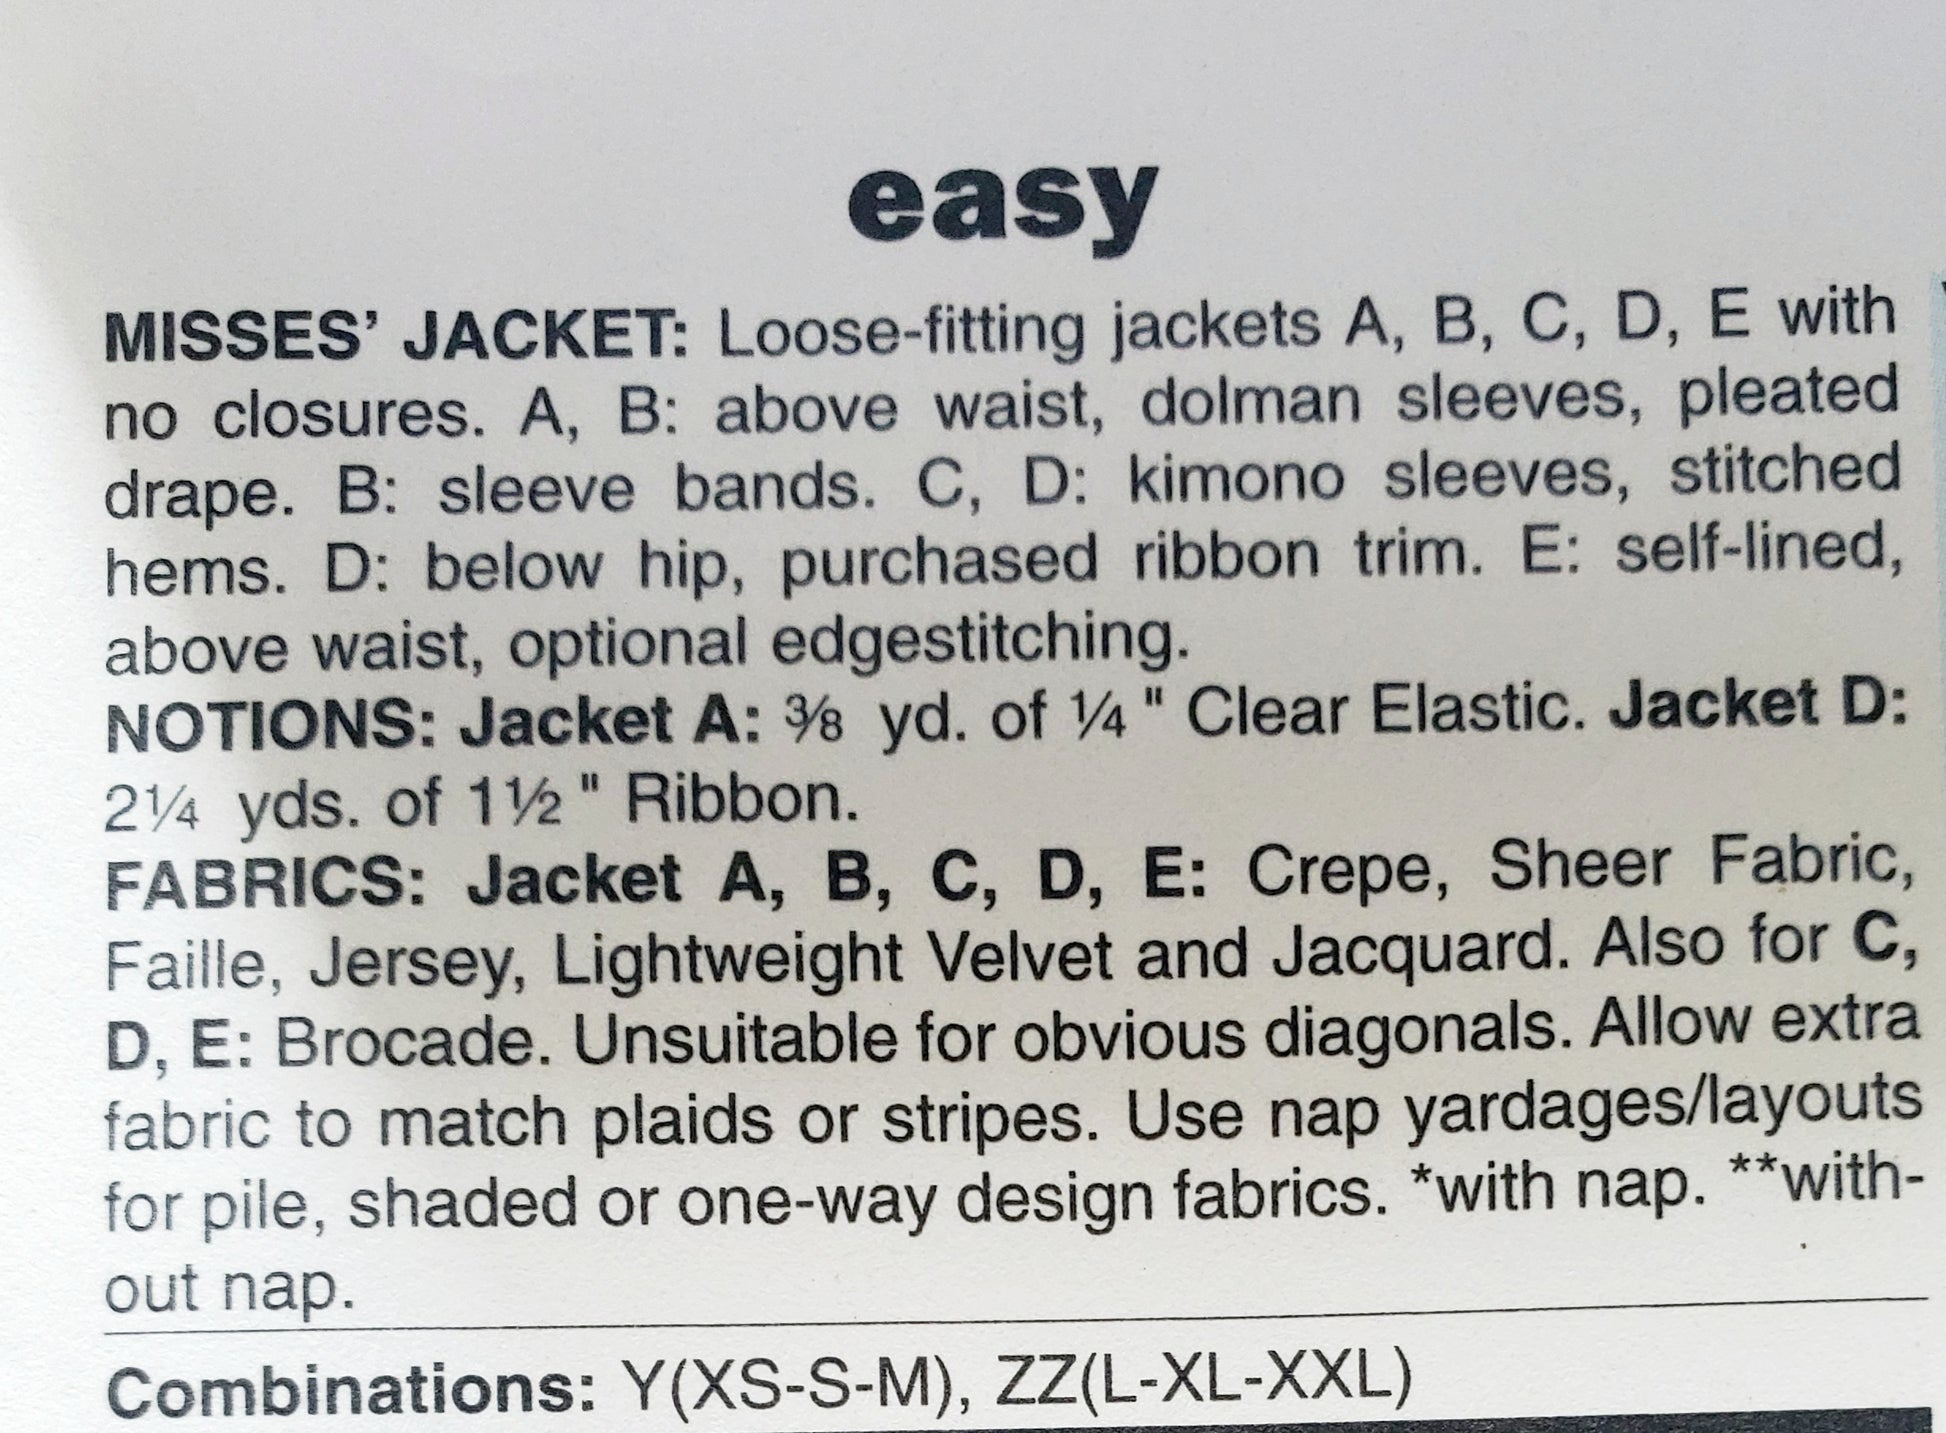 easy
MISSES’ JACKET: Loose-fitting jackets A, B, C, D, E with
no closures. A, B: above waist, dolman sleeves, pleated
drape. B: sleeve bands. C, D: kimono sleeves, stitched
hems. D: below hip, purchased ribbon trim. E: self-lined,
above waist, optional edgestitching.
NOTIONS: Jacket A: ⅜ yd. of ¼ " Clear Elastic. Jacket D:
2¼ yds. of 1½ " Ribbon.
FABRICS: Jacket A, B, C, D, E: Crepe, Sheer Fabric,
Faille, Jersey, Lightweight Velvet and Jacquard. Also for C,
D, E: Brocade. Unsuitable for obvious diagonals. Allow extra
fabric to match plaids or stripes. Use nap yardages/layouts
for pile, shaded or one-way design fabrics. *with nap. **with-
out nap.
Combinations: Y(XS-S-M), ZZ(L-XL-XXL)